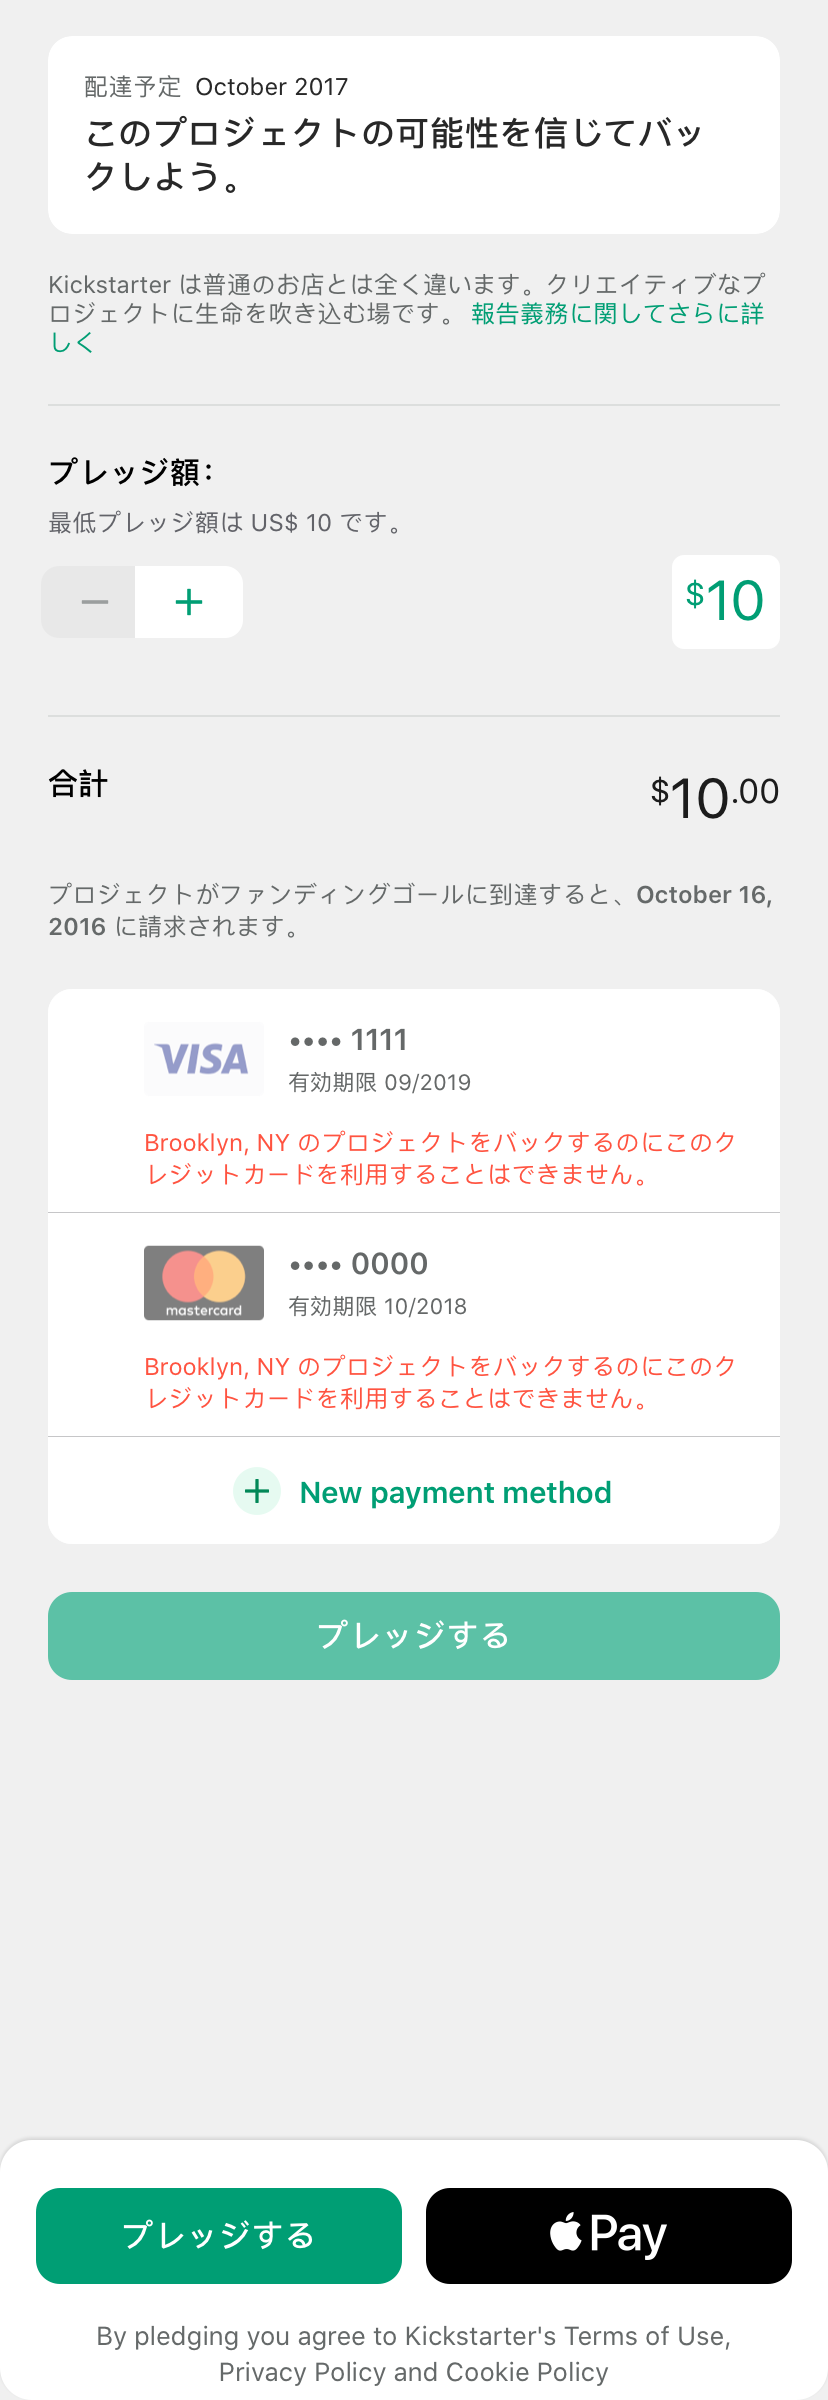 配達予定 October 2017
このプロジェクトの可能性を信じてバッ
クしよう。
Kickstarter は普通のお店とは全く違います。クリエイティブなプ
ロジェクトに生命を吹き込む場です。 報告義務に関してさらに詳
しく
プレッジ額：
最低プレッジ額は US$ 10 です。
− + $10
合計 $10.00
プロジェクトがファンディングゴールに到達すると、October 16,
2016 に請求されます。
VISA •••• 1111
有効期限 09/2019
Brooklyn, NY のプロジェクトをバックするのにこのク
レジットカードを利用することはできません。
mastercard •••• 0000
有効期限 10/2018
Brooklyn, NY のプロジェクトをバックするのにこのク
レジットカードを利用することはできません。
+ New payment method
プレッジする
プレッジする Pay
By pledging you agree to Kickstarter's Terms of Use,
Privacy Policy and Cookie Policy